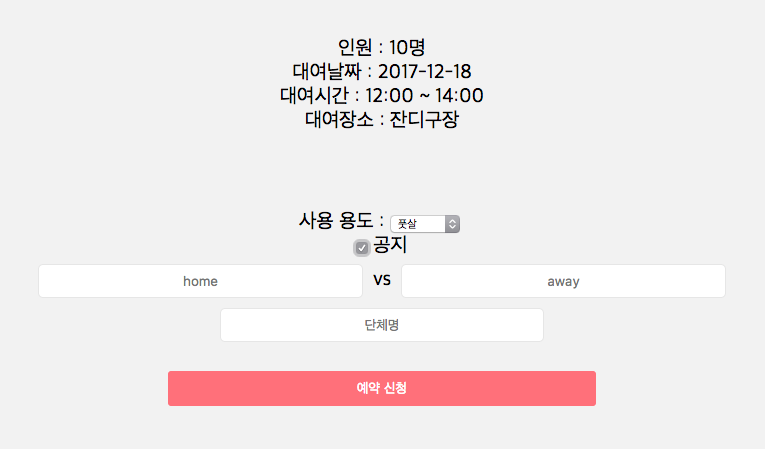 인원 : 10명
대여날짜 : 2017-12-18
대여시간 : 12:00 ~ 14:00
대여장소 : 잔디구장
사용 용도 : 풋살
공지
home VS away
단체명
예약 신청